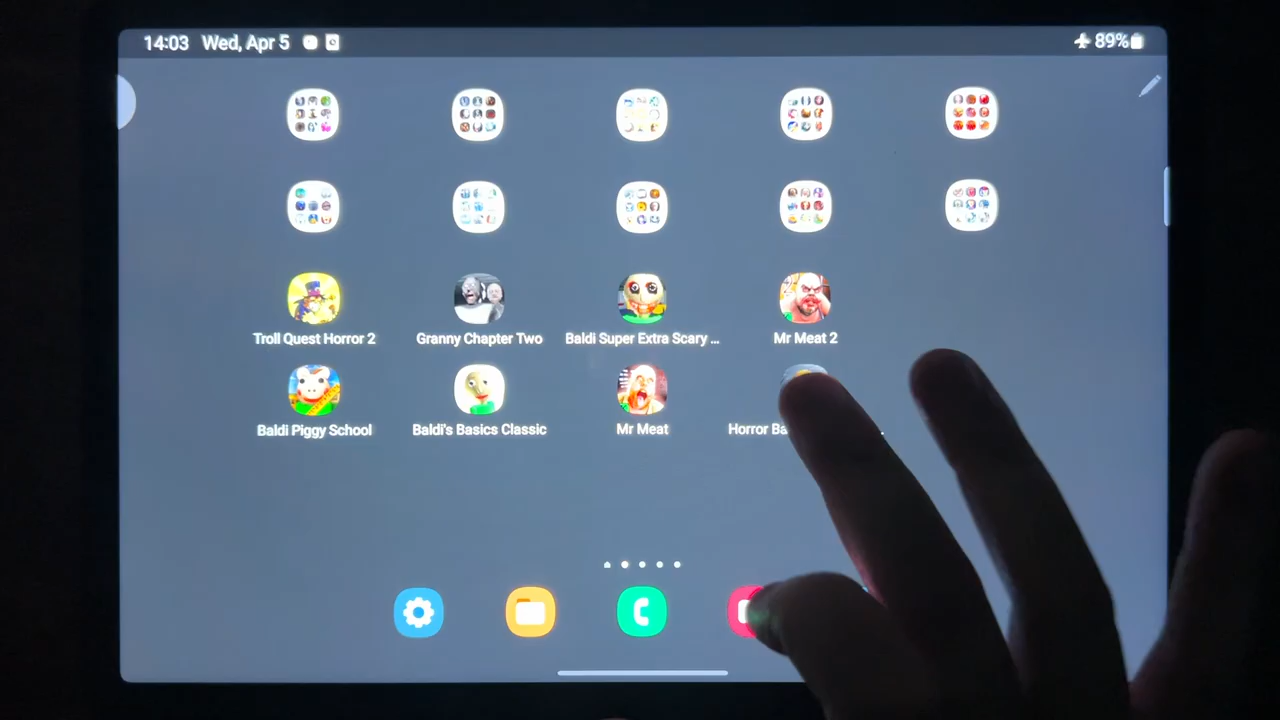 14:03 Wed, Apr 5 89%
Troll Quest Horror 2 Granny Chapter Two Baldi Super Extra Scary ... Mr Meat 2
Baldi Piggy School Baldi's Basics Classic Mr Meat Horror